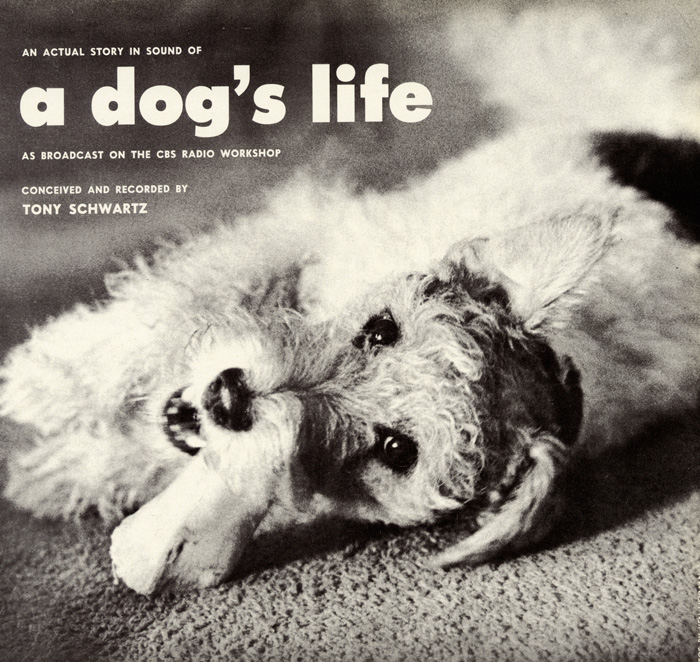 AN ACTUAL STORY IN SOUND OF
a dog's life
AS BROADCAST ON THE CBS RADIO WORKSHOP
CONCEIVED AND RECORDED BY
TONY SCHWARTZ